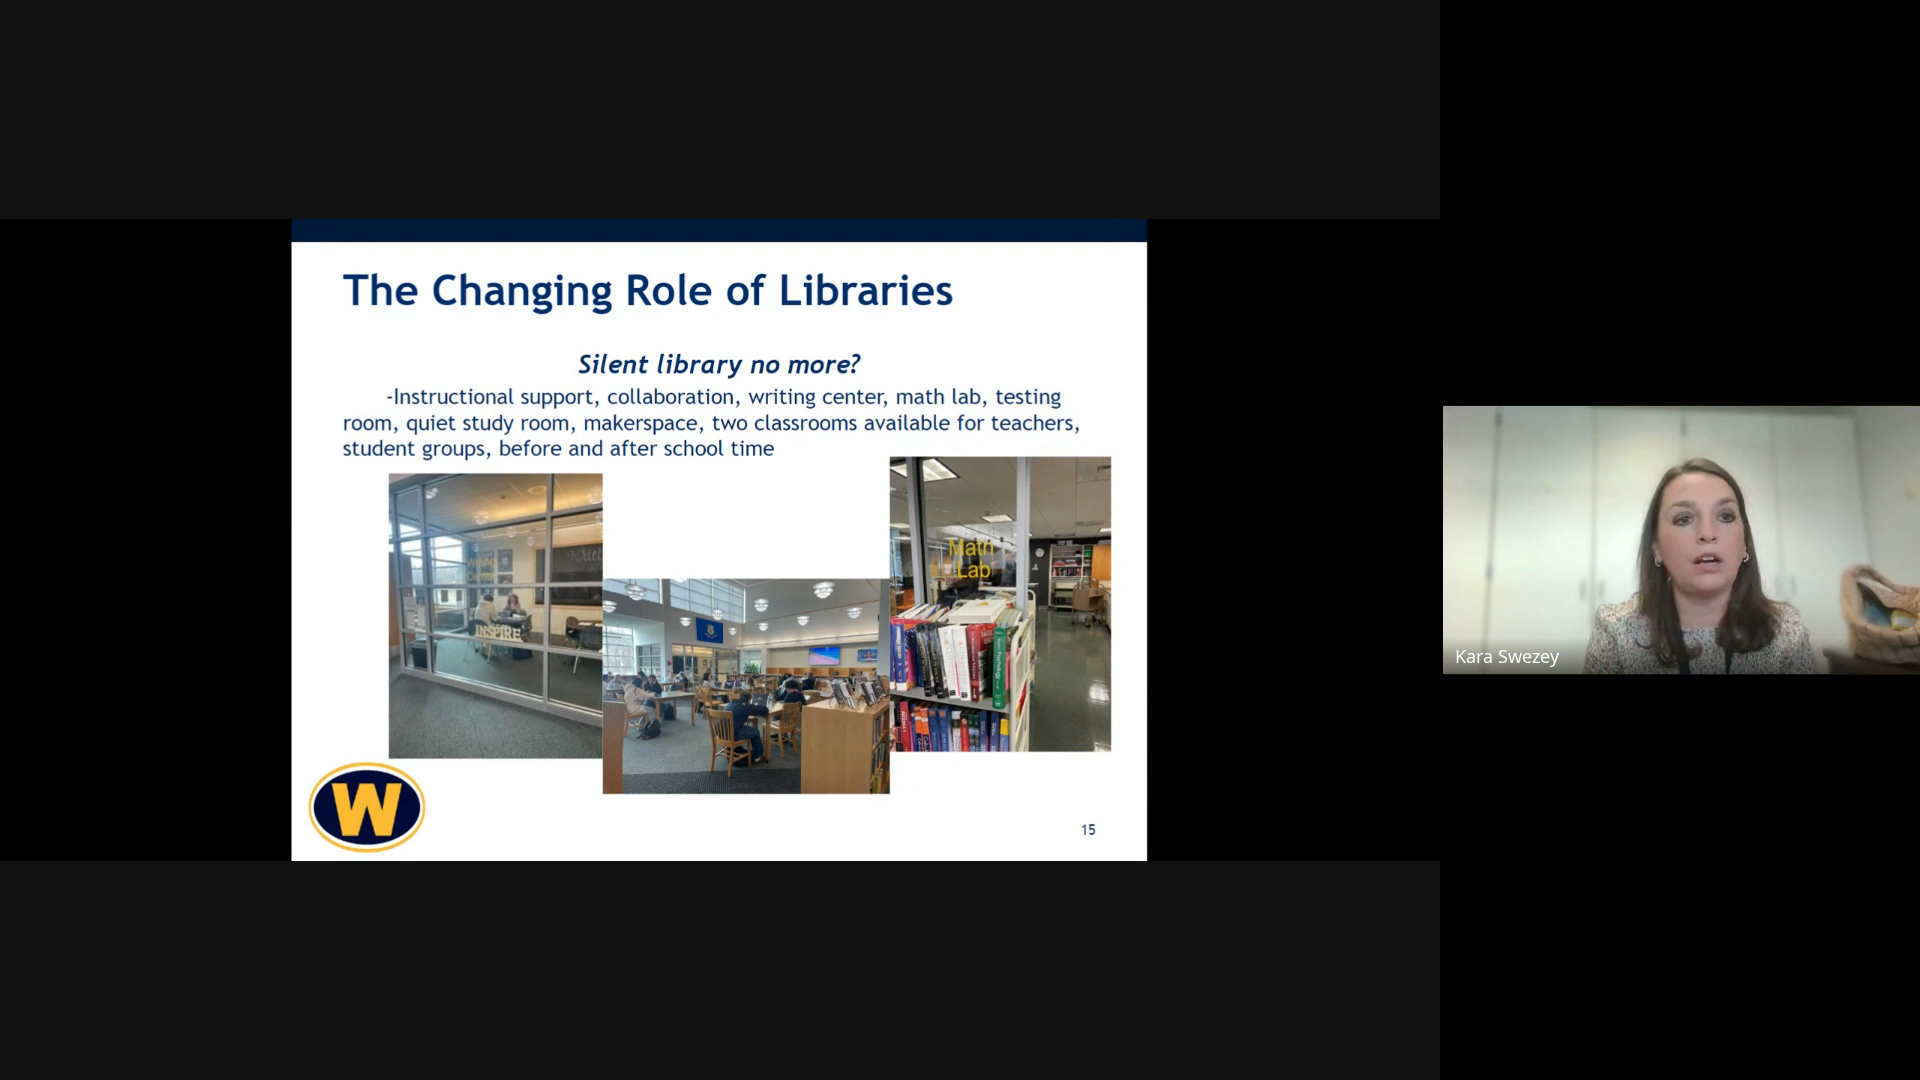 The Changing Role of Libraries
Silent library no more?
-Instructional support, collaboration, writing center, math lab, testing
room, quiet study room, makerspace, two classrooms available for teachers,
student groups, before and after school time
Math
Lab
INSPIRE
W
15
Kara Swezey